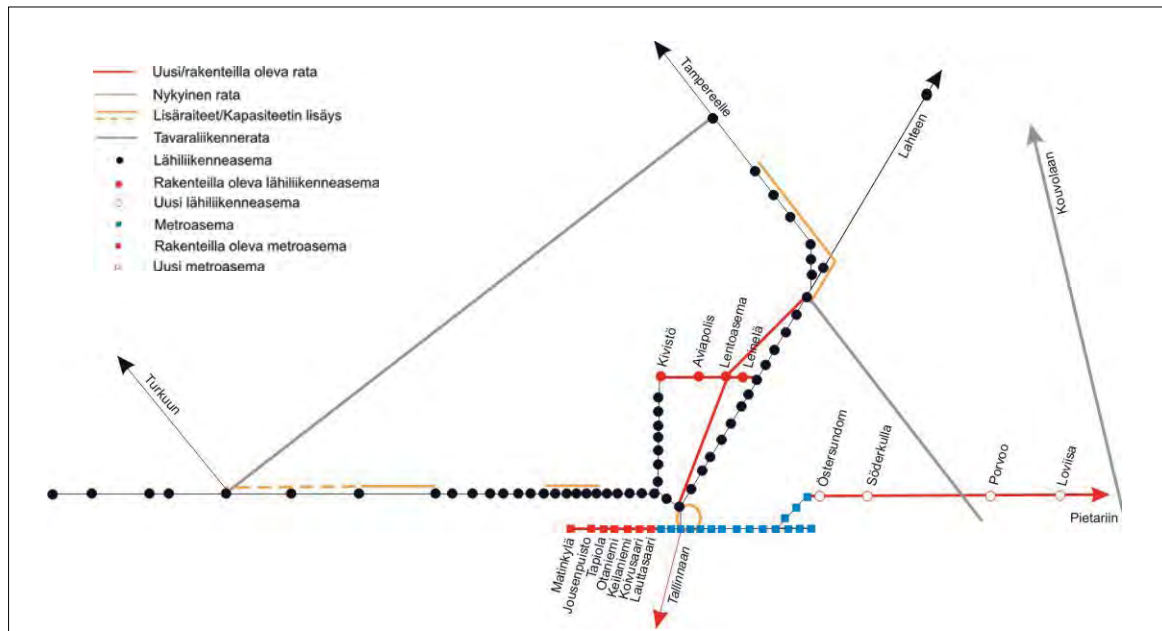 Uusi/rakenteilla oleva rata
Nykyinen rata
Lisäraiteet/Kapasiteetin lisäys
Tavaraliikennerata
Lähiliikenneasema
Rakenteilla oleva lähiliikenneasema
Uusi lähiliikenneasema
Metroasema
Rakenteilla oleva metroasema
Uusi metroasema
Tampereelle
Lahteen
Kouvolaan
Turkuun
Kivistö
Aviapolis
Lentoasema
Leinelä
Östersundom
Söderkulla
Porvoo
Loviisa
Pietariin
Matinkylä
Jousenpuisto
Tapiola
Otaniemi
Keilaniemi
Koivusaari
Lauttasaari
Tallinnaan